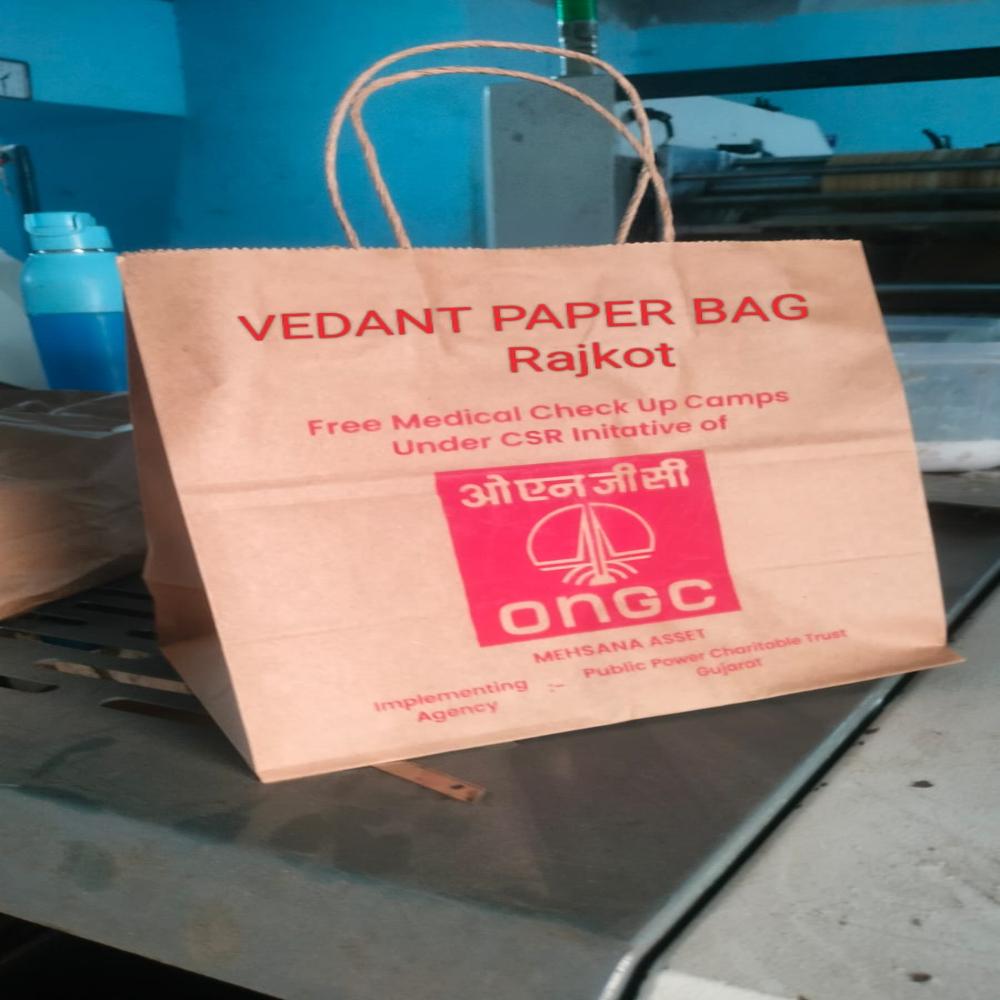 VEDANT PAPER BAG
Rajkot
Free Medical Check Up Camps
Under CSR Initative of
ओएनजीसी
ONGC
MEHSANA ASSET
Implementing Agency :- Public Power Charitable Trust
Gujarat